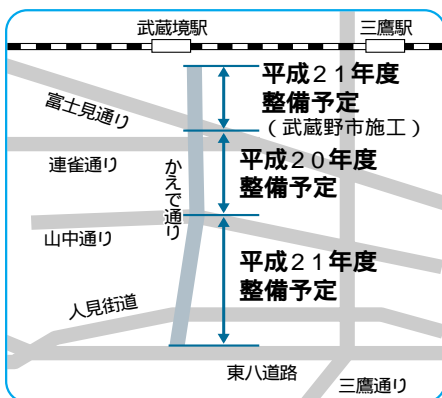 武蔵境駅
三鷹駅
平成２１年度
整備予定
（武蔵野市施工）
富士見通り
連雀通り
かえで通り
平成２０年度
整備予定
山中通り
平成２１年度
整備予定
人見街道
東八道路
三鷹通り